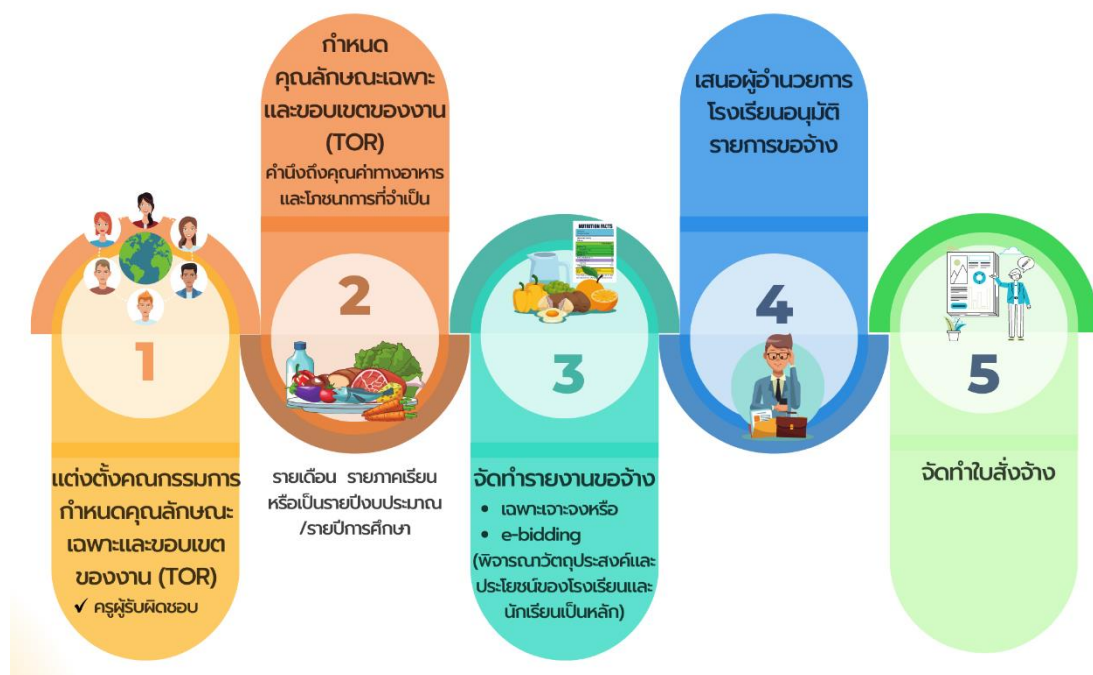 1
แต่งตั้งคณะกรรมการ
กำหนดคุณลักษณะ
เฉพาะและขอบเขต
ของงาน (TOR)
✓ ครูผู้รับผิดชอบ
กำหนด
คุณลักษณะเฉพาะ
และขอบเขตของงาน
(TOR)
คำนึงถึงคุณค่าทางอาหาร
และโภชนาการที่จำเป็น
2
รายเดือน รายภาคเรียน
หรือเป็นรายปีงบประมาณ
/รายปีการศึกษา
NUTRITION FACTS
3
จัดทำรายงานขอจ้าง
• เฉพาะเจาะจงหรือ
• e-bidding
(พิจารณาวัตถุประสงค์และ
ประโยชน์ของโรงเรียนและ
นักเรียนเป็นหลัก)
เสนอผู้อำนวยการ
โรงเรียนอนุมัติ
รายการขอจ้าง
4
5
จัดทำใบสั่งจ้าง